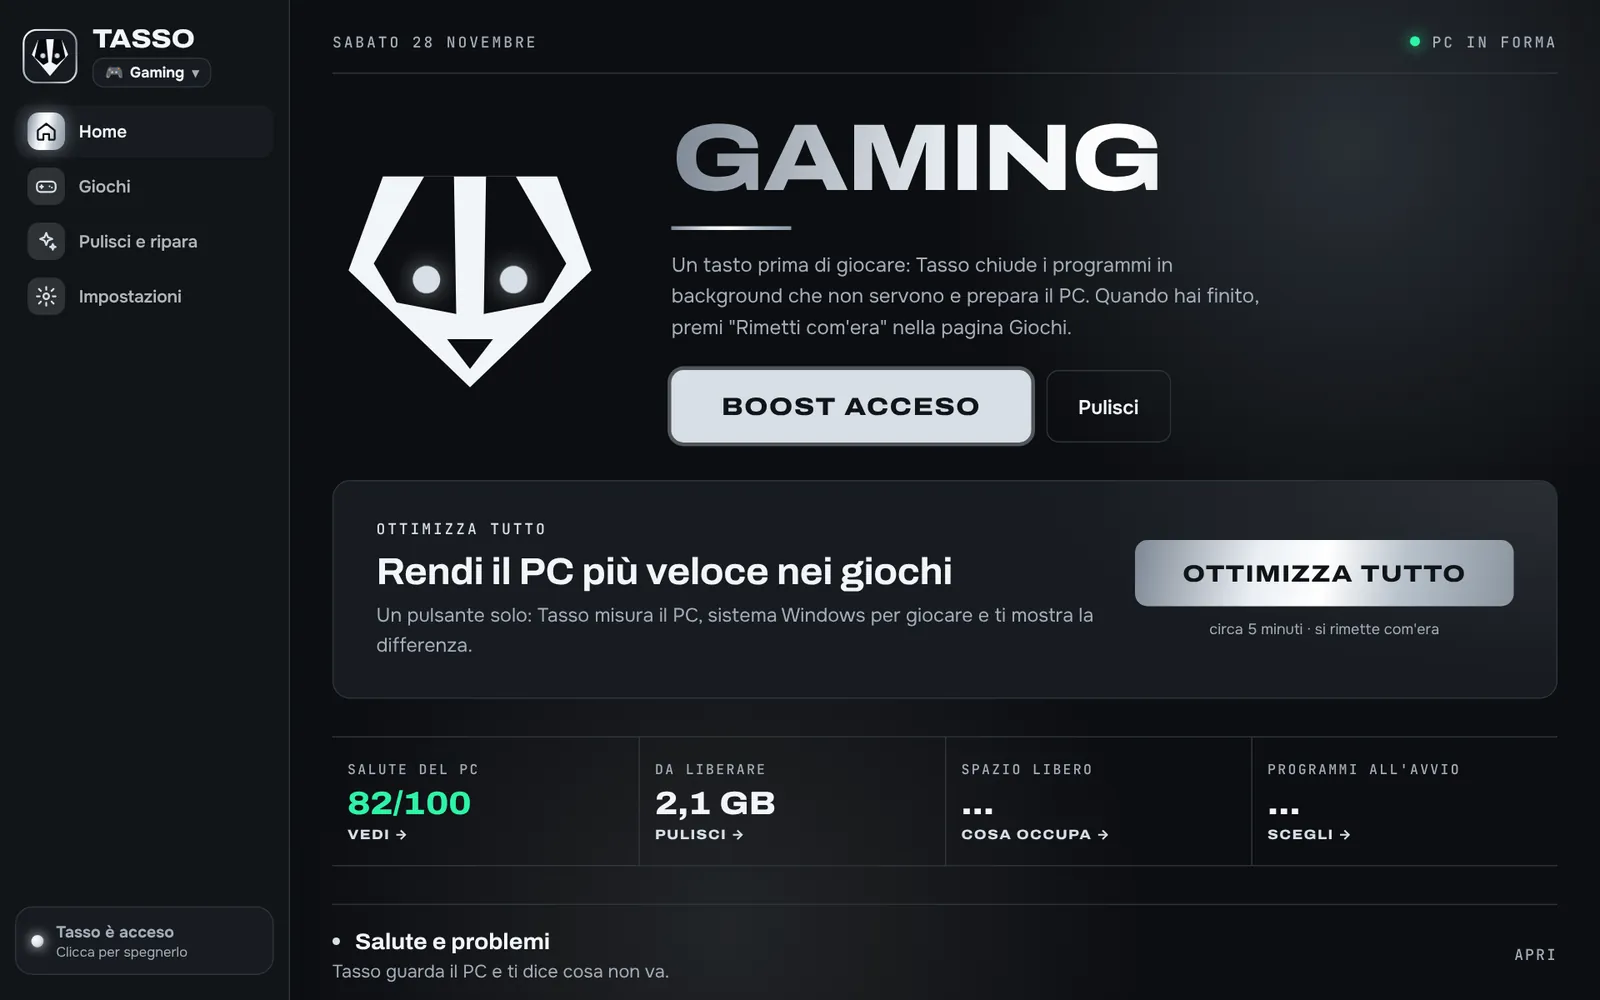 TASSO
🎮 Gaming ▾
Home
Giochi
Pulisci e ripara
Impostazioni
Tasso è acceso
Clicca per spegnerlo
SABATO 28 NOVEMBRE
PC IN FORMA
GAMING
Un tasto prima di giocare: Tasso chiude i programmi in
background che non servono e prepara il PC. Quando hai finito,
premi "Rimetti com'era" nella pagina Giochi.
BOOST ACCESO
Pulisci
OTTIMIZZA TUTTO
Rendi il PC più veloce nei giochi
Un pulsante solo: Tasso misura il PC, sistema Windows per giocare e ti mostra la
differenza.
OTTIMIZZA TUTTO
circa 5 minuti · si rimette com'era
SALUTE DEL PC
82/100
VEDI →
DA LIBERARE
2,1 GB
PULISCI →
SPAZIO LIBERO
...
COSA OCCUPA →
PROGRAMMI ALL'AVVIO
...
SCEGLI →
• Salute e problemi
Tasso guarda il PC e ti dice cosa non va.
APRI